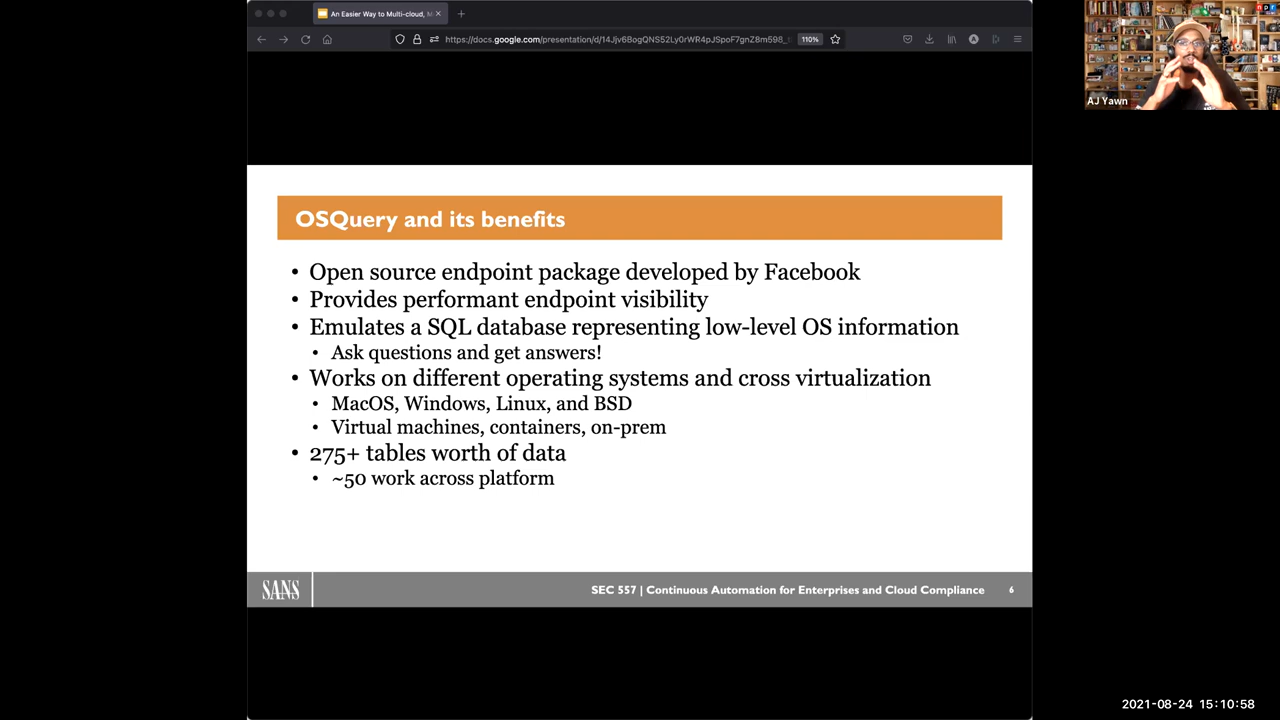 An Easier Way to Multi-cloud, M
https://docs.google.com/presentation/d/14Jjv6BogQNS52Ly0rWR4pJSpoF7gnZ8m598_
110%
npr
AJ Yawn
OSQuery and its benefits
• Open source endpoint package developed by Facebook
• Provides performant endpoint visibility
• Emulates a SQL database representing low-level OS information
• Ask questions and get answers!
• Works on different operating systems and cross virtualization
• MacOS, Windows, Linux, and BSD
• Virtual machines, containers, on-prem
• 275+ tables worth of data
• ~50 work across platform
SANS
SEC 557 | Continuous Automation for Enterprises and Cloud Compliance
6
2021-08-24 15:10:58